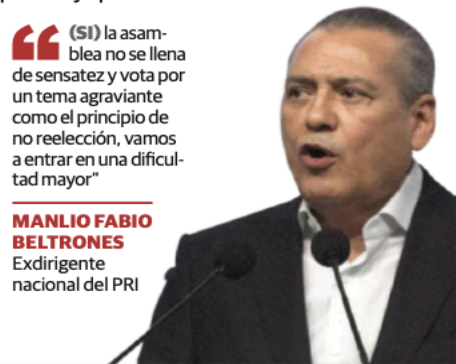 (SI) la asam-
blea no se llena
de sensatez y vota por
un tema agraviante
como el principio de
no reelección, vamos
a entrar en una dificul-
tad mayor”
MANLIO FABIO
BELTRONES
Exdirigente
nacional del PRI